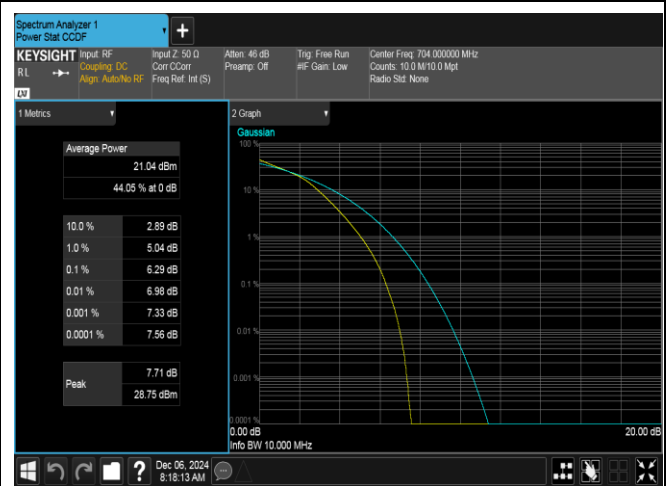 Spectrum Analyzer 1
Power Stat CCDF
+
KEYSIGHT
RL
LXI
Input: RF
Coupling: DC
Align: Auto/No RF
Input Z: 50 Ω
Corr CCorr
Freq Ref: Int (S)
Atten: 46 dB
Preamp: Off
Trig: Free Run
#IF Gain: Low
Center Freq: 704.000000 MHz
Counts: 10.0 M/10.0 Mpt
Radio Std: None
1 Metrics
Average Power
21.04 dBm
44.05 % at 0 dB
10.0 % 2.89 dB
1.0 % 5.04 dB
0.1 % 6.29 dB
0.01 % 6.98 dB
0.001 % 7.33 dB
0.0001 % 7.56 dB
Peak
7.71 dB
28.75 dBm
2 Graph
Gaussian
100 %
10 %
1 %
0.1 %
0.01 %
0.001 %
0.0001 %
0.00 dB 20.00 dB
Info BW 10.000 MHz
?
Dec 06, 2024
8:18:13 AM